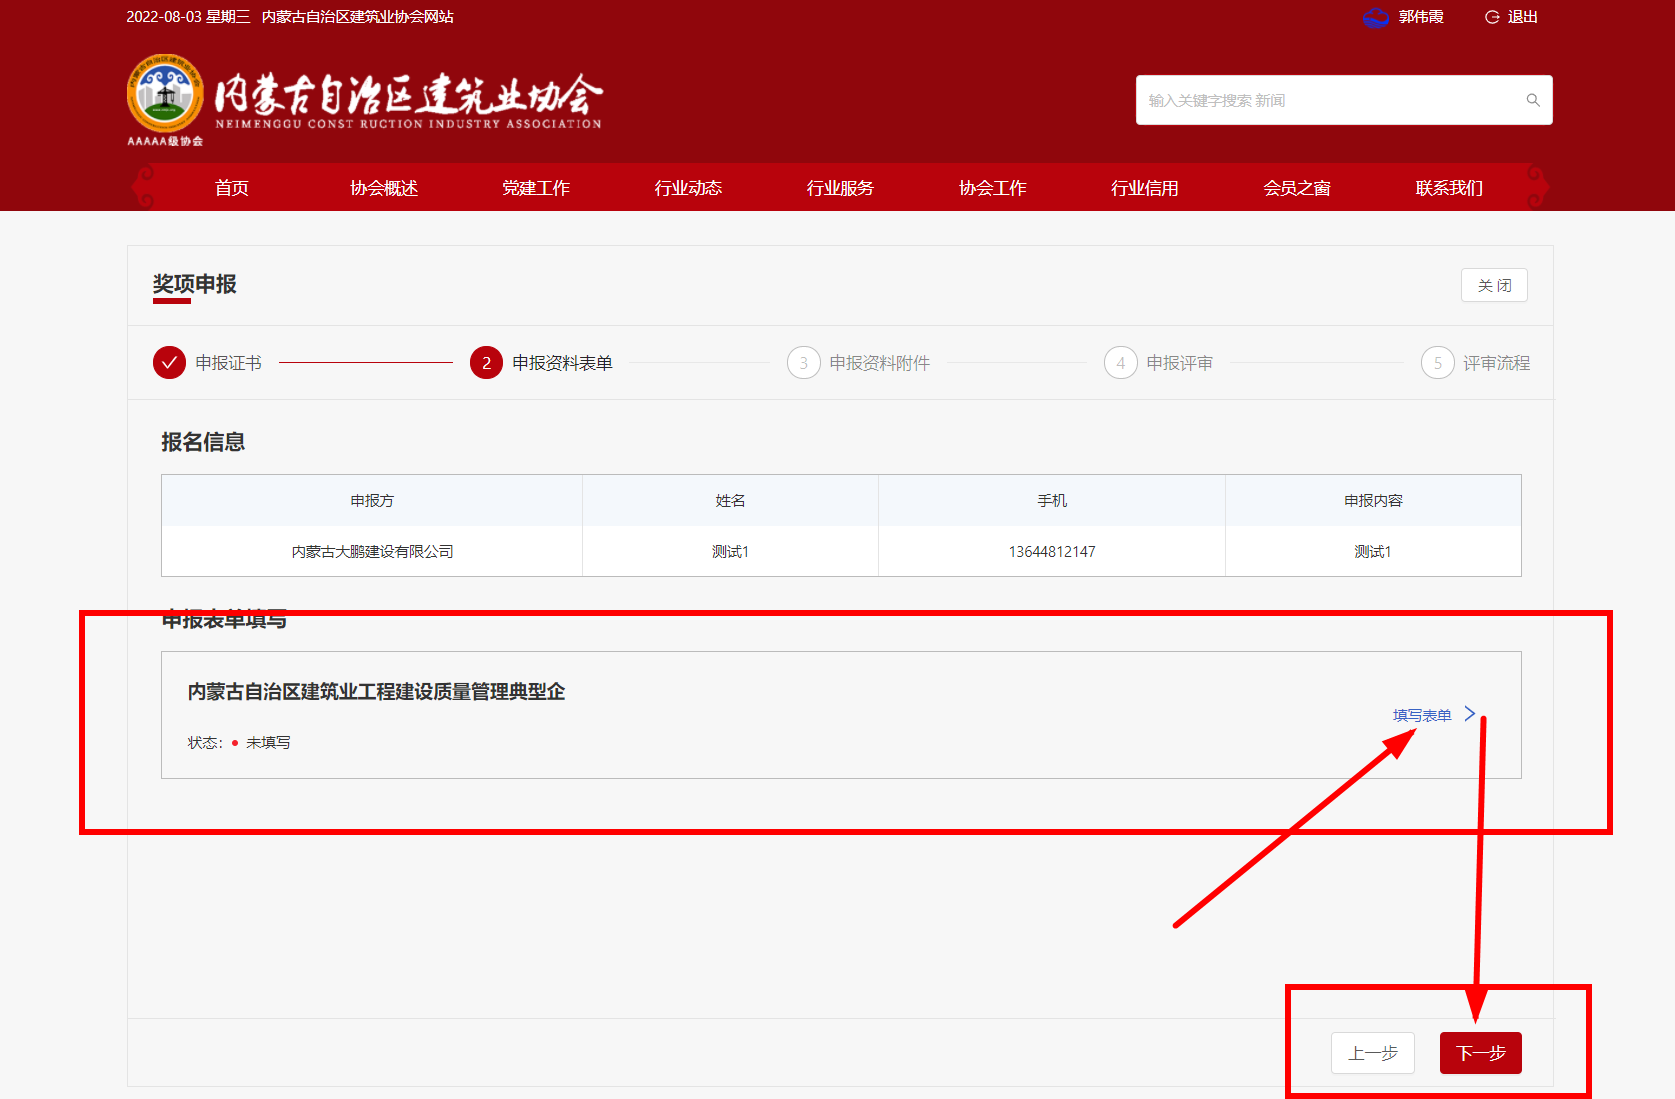 2022-08-03 星期三 内蒙古自治区建筑业协会网站
郭伟霞
退出
内蒙古自治区建筑业协会
NEIMENGGU CONST RUCTION INDUSTRY ASSOCIATION
AAAAA级协会
输入关键字搜索 新闻
首页 协会概述 党建工作 行业动态 行业服务 协会工作 行业信用 会员之窗 联系我们
奖项申报
关 闭
申报证书 2 申报资料表单 3 申报资料附件 4 申报评审 5 评审流程
报名信息
申报方 姓名 手机 申报内容
内蒙古大鹏建设有限公司 测试1 13644812147 测试1
申报表单填写
内蒙古自治区建筑业工程建设质量管理典型企
填写表单
状态: 未填写
上一步 下一步